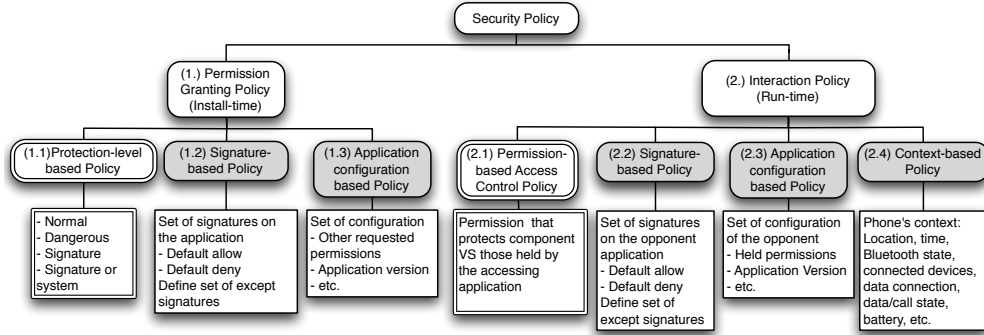 Security Policy
(1.) Permission
Granting Policy
(Install-time)
(2.) Interaction Policy
(Run-time)
(1.1)Protection-level
based Policy
(1.2) Signature-
based Policy
(1.3) Application
configuration
based Policy
(2.1) Permission-
based Access
Control Policy
(2.2) Signature-
based Policy
(2.3) Application
configuration
based Policy
(2.4) Context-based
Policy
- Normal
- Dangerous
- Signature
- Signature or
system
Set of signatures on
the application
- Default allow
- Default deny
Define set of except
signatures
Set of configuration
- Other requested
permissions
- Application version
- etc.
Permission that
protects component
VS those held by
the accessing
application
Set of signatures
on the opponent
application
- Default allow
- Default deny
Define set of
except signatures
Set of configuration
of the opponent
- Held permissions
- Application Version
- etc.
Phone's context:
Location, time,
Bluetooth state,
connected devices,
data connection,
data/call state,
battery, etc.